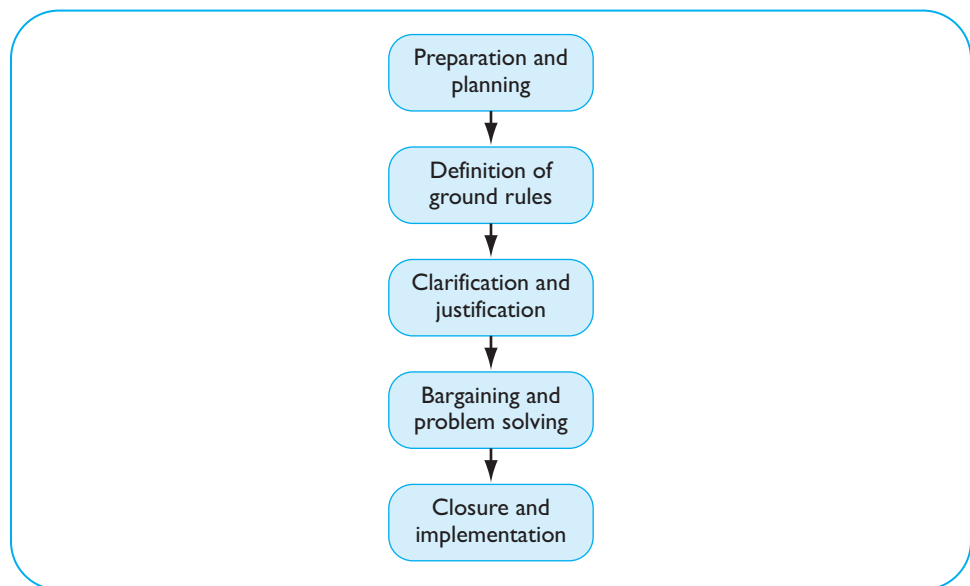 Preparation and
planning
Definition of
ground rules
Clarification and
justification
Bargaining and
problem solving
Closure and
implementation